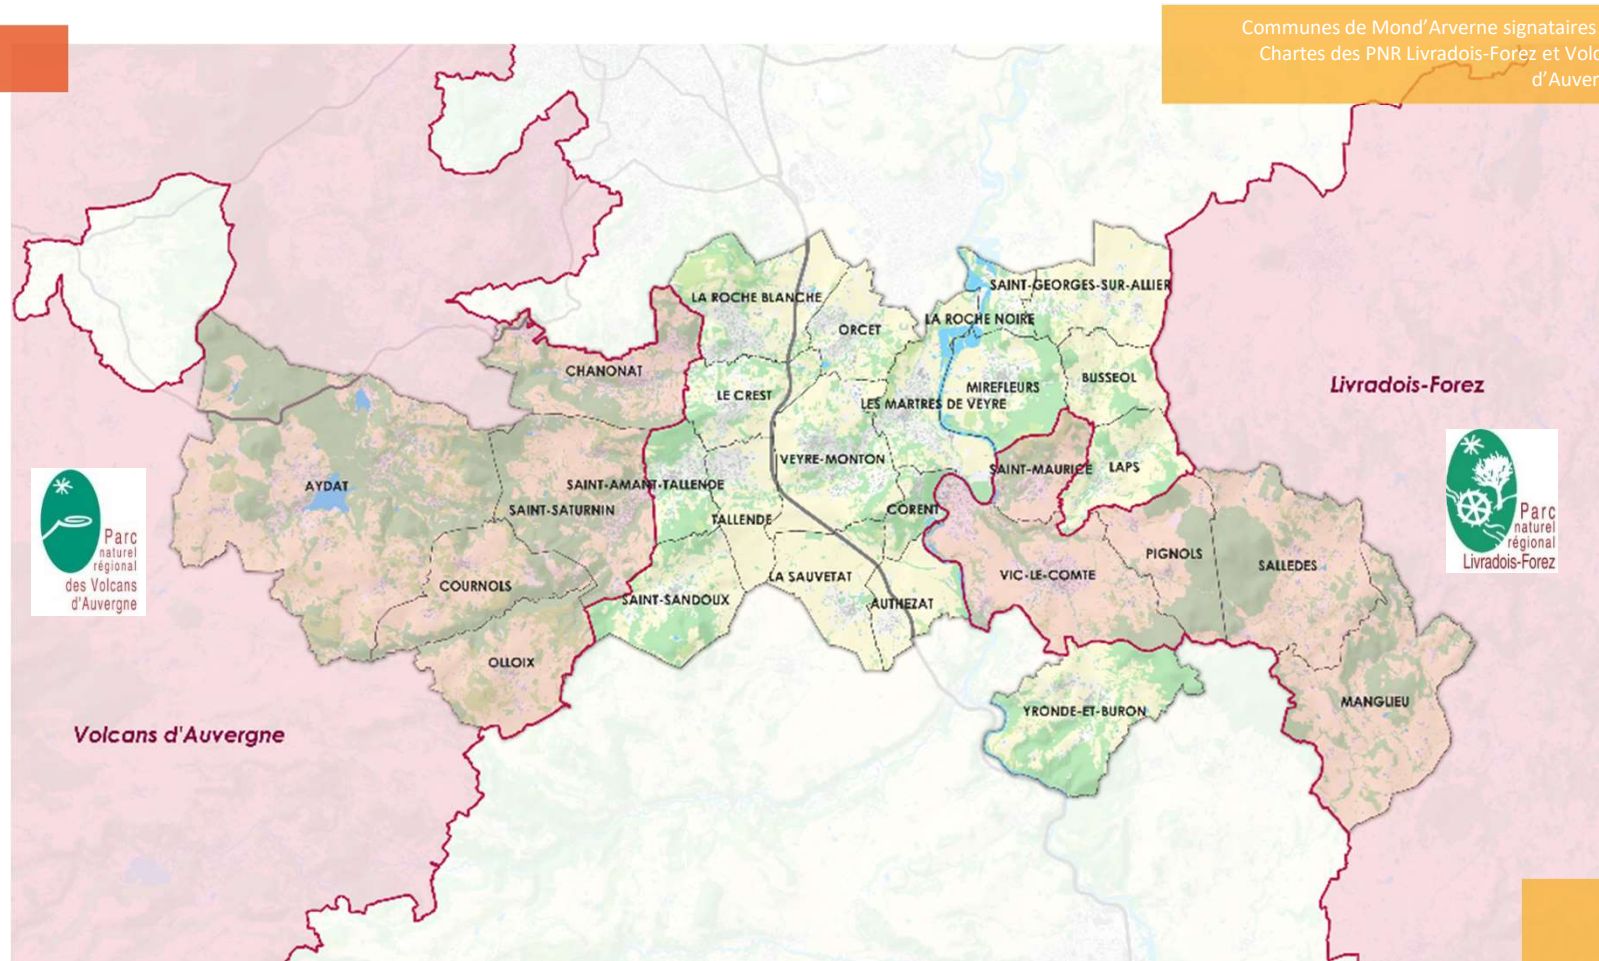 Communes de Mond'Arverne signataires
Chartes des PNR Livradois-Forez et Volc
d'Auver
LA ROCHE BLANCHE
SAINT-GEORGES-SUR-ALLIER
LA ROCHE NOIRE
ORCET
CHANONAT
LE CREST
MIREFLEURS
BUSSEOL
LES MARTRES DE VEYRE
Livradois-Forez
VEYRE-MONTON
SAINT-MAURICE
LAPS
AYDAT
SAINT-AMANT-TALLENDE
SAINT-SATURNIN
TALLENDE
CORENT
PIGNOLS
SALLEDES
COURNOLS
LA SAUVETAT
VIC-LE-COMTE
SAINT-SANDOUX
AUTHEZAT
OLLOIX
MANGLIEU
YRONDE-ET-BURON
Volcans d'Auvergne
Parc
naturel
régional
des Volcans
d'Auvergne
Parc
naturel
régional
Livradois-Forez